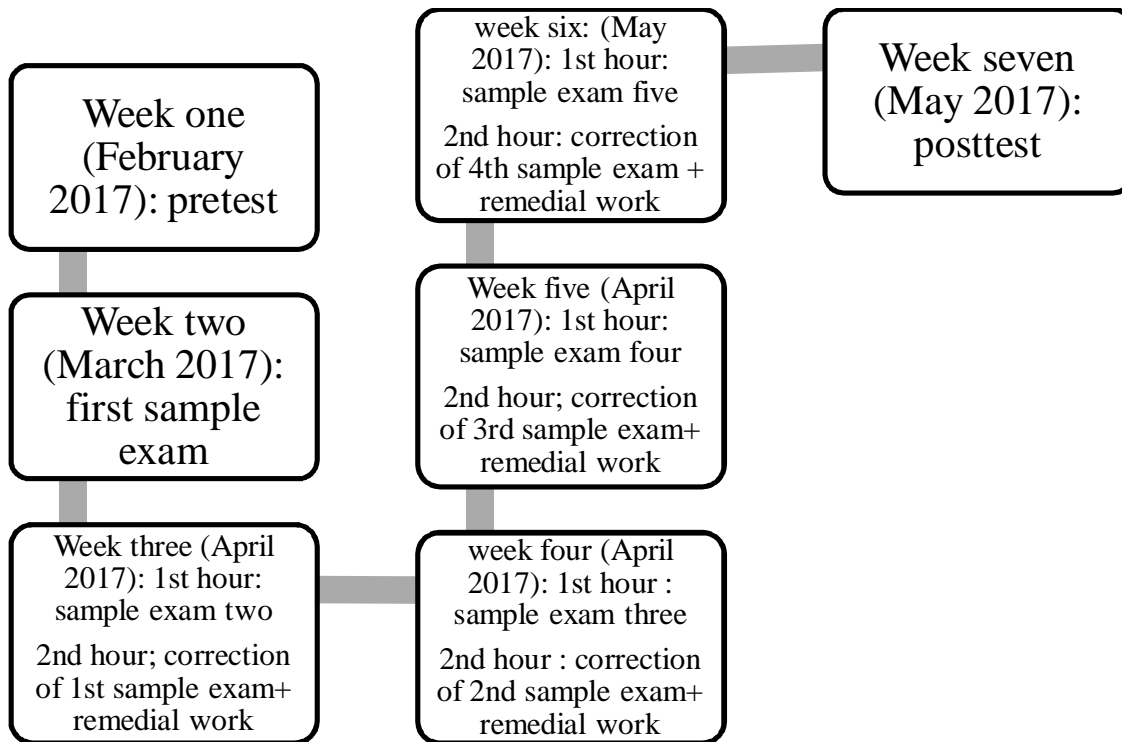 Week one
(February
2017): pretest
Week two
(March 2017):
first sample
exam
Week three (April
2017): 1st hour:
sample exam two
2nd hour; correction
of 1st sample exam+
remedial work
week four (April
2017): 1st hour :
sample exam three
2nd hour : correction
of 2nd sample exam+
remedial work
Week five (April
2017): 1st hour:
sample exam four
2nd hour; correction
of 3rd sample exam+
remedial work
week six: (May
2017): 1st hour:
sample exam five
2nd hour: correction
of 4th sample exam +
remedial work
Week seven
(May 2017):
posttest